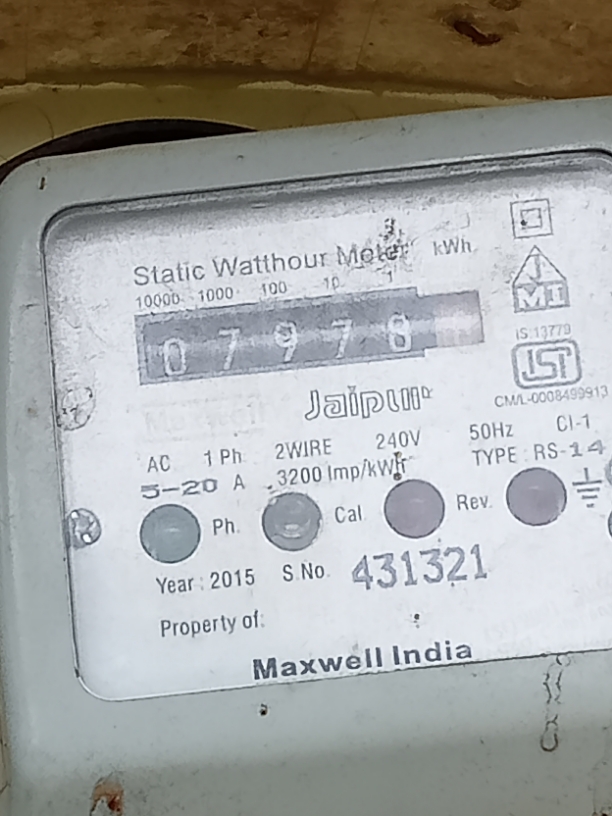 Static Watthour Meter kWh
10000 1000 100 10 1
0 7 9 7 8
MI
IS:13779
ISI
CM/L-0008499913
Jaipur
Maxwell
AC 1 Ph 2WIRE 240V 50Hz Cl-1
5-20 A 3200 Imp/kWh TYPE : RS-14
Ph. Cal. Rev.
Year : 2015 S.No. 431321
Property of:
Maxwell India